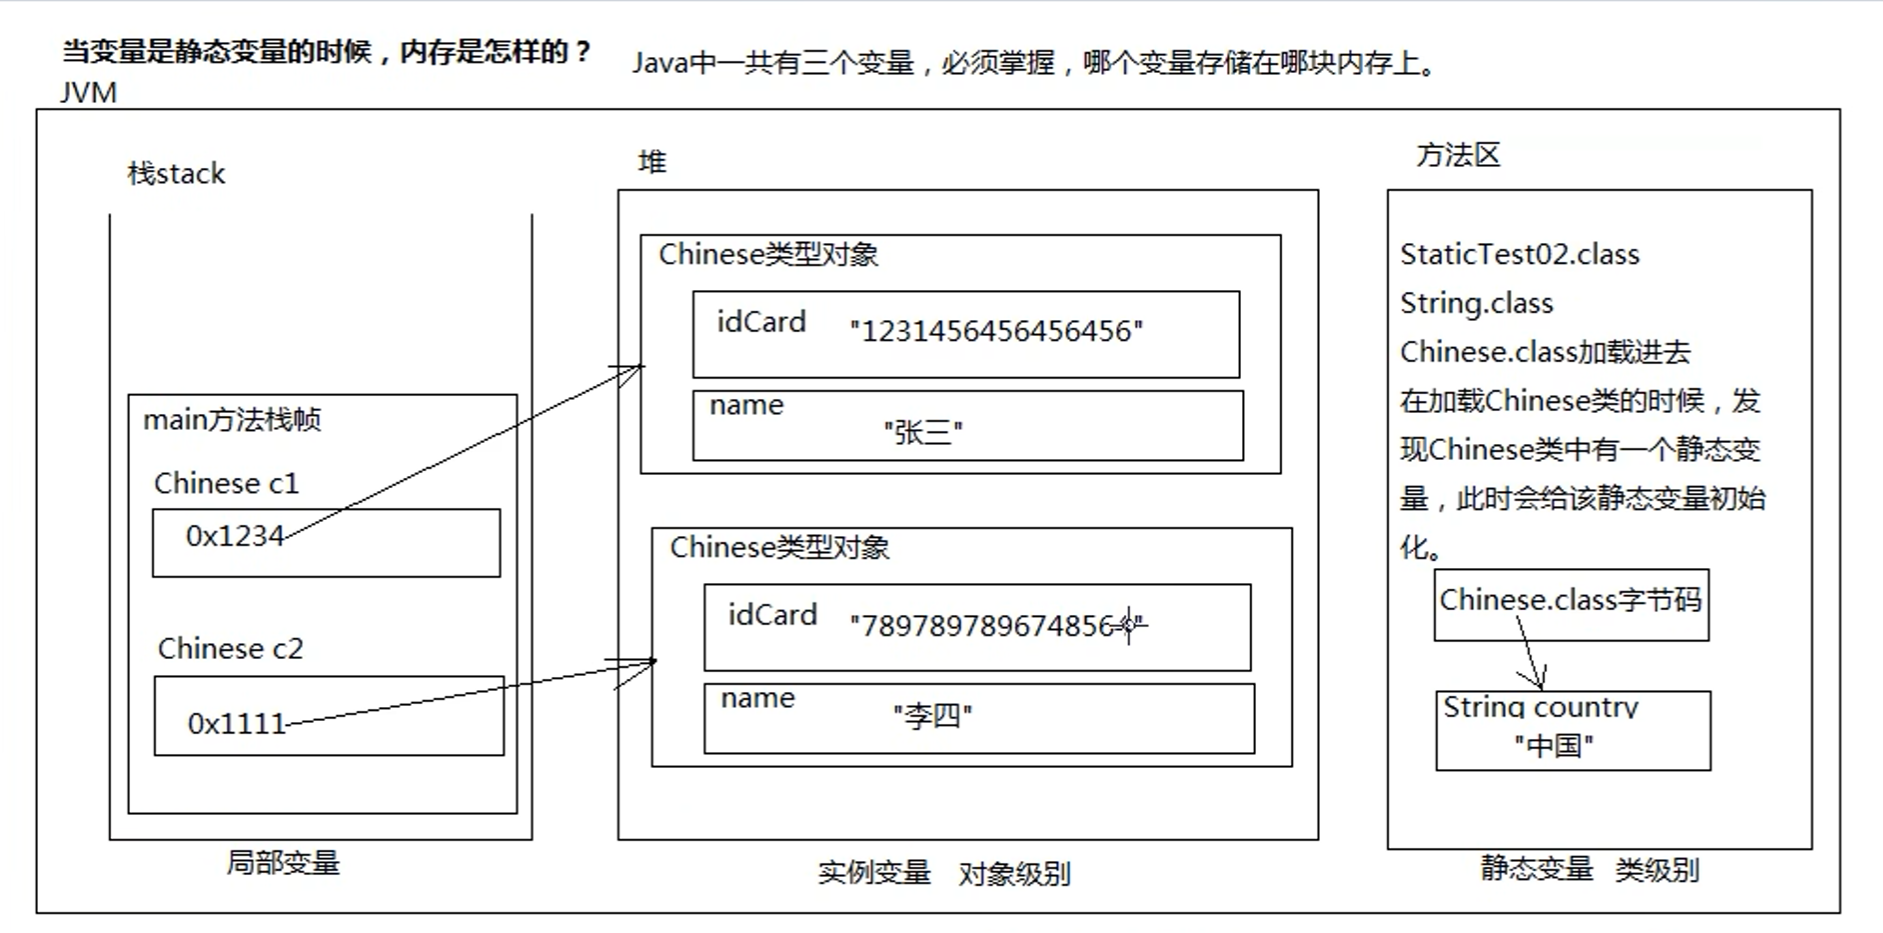 当变量是静态变量的时候，内存是怎样的？
Java中一共有三个变量，必须掌握，哪个变量存储在哪块内存上。
JVM
栈stack
main方法栈帧
Chinese c1
0x1234
Chinese c2
0x1111
局部变量
堆
Chinese类型对象
idCard "1231456456456456"
name
"张三"
Chinese类型对象
idCard
name
"李四"
实例变量 对象级别
方法区
StaticTest02.class
String.class
Chinese.class加载进去
在加载Chinese类的时候，发
现Chinese类中有一个静态变
量，此时会给该静态变量初始
化。
Chinese.class字节码
String country
"中国"
静态变量 类级别